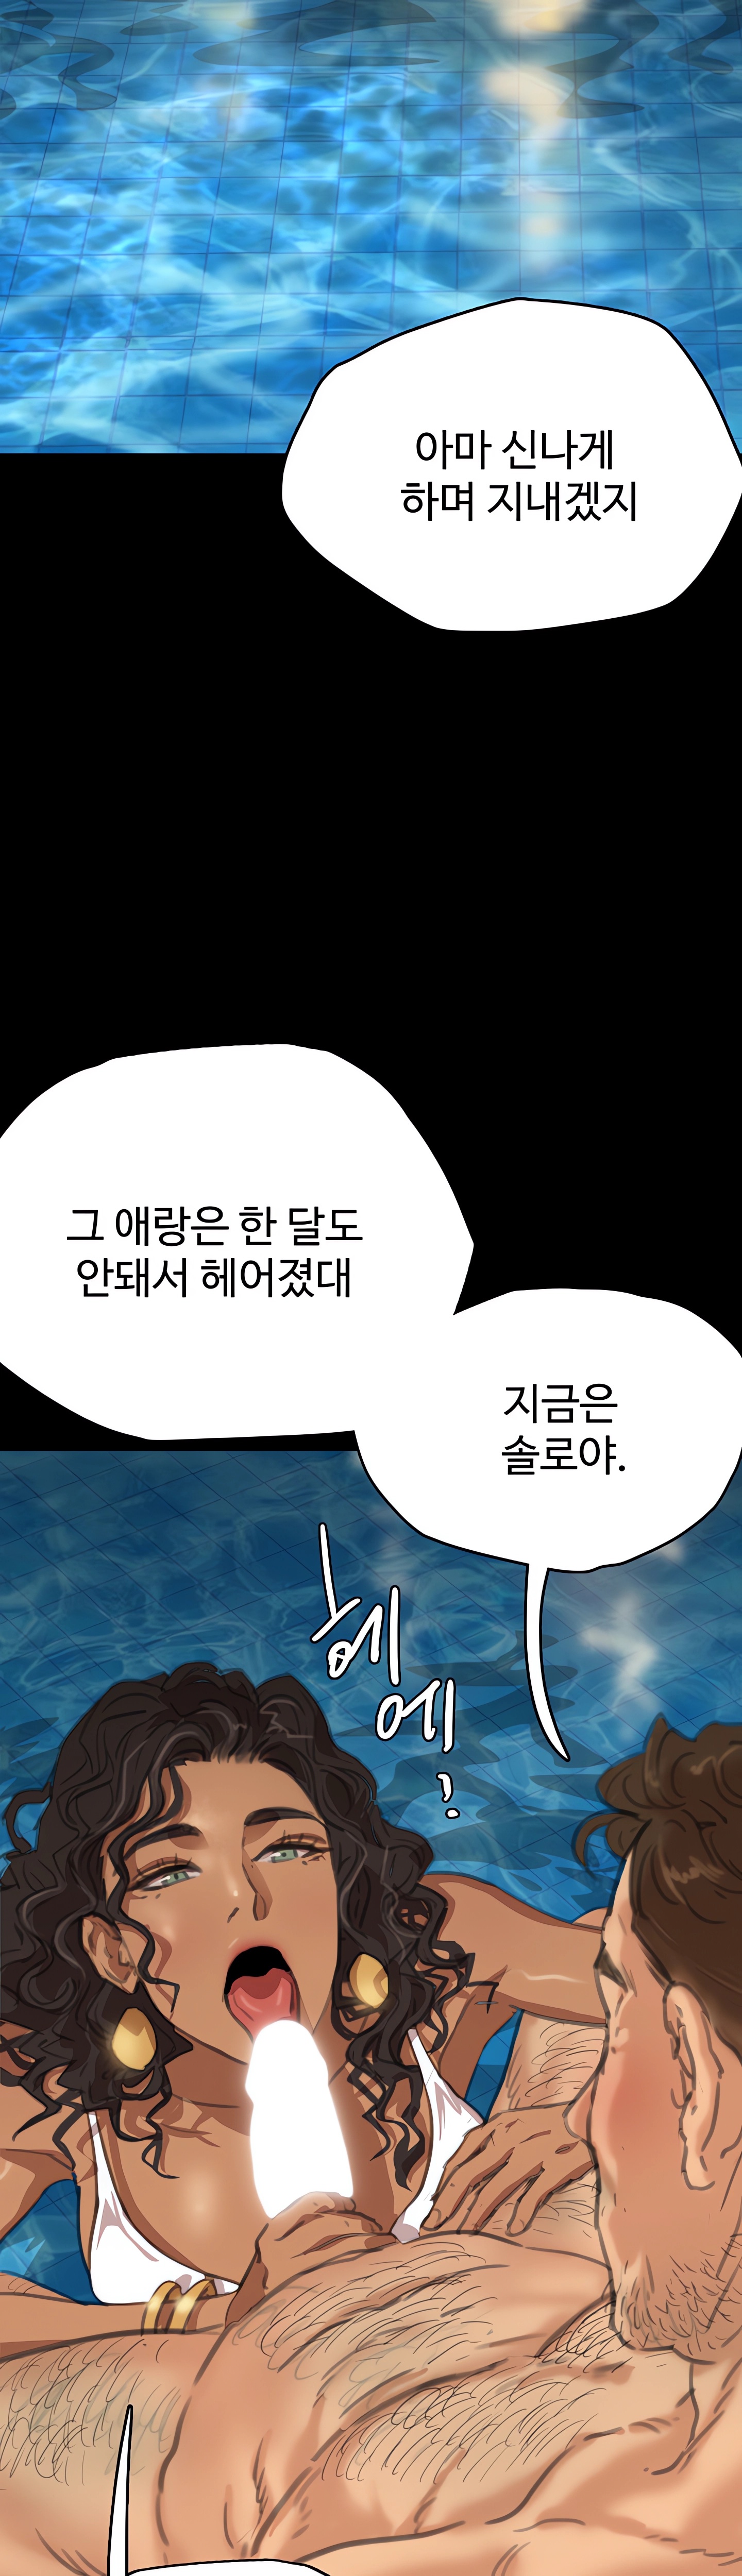 아마 신나게
하며 지내겠지
그 애랑은 한 달도
안돼서 헤어졌대
지금은
솔로야.
헤
에
?